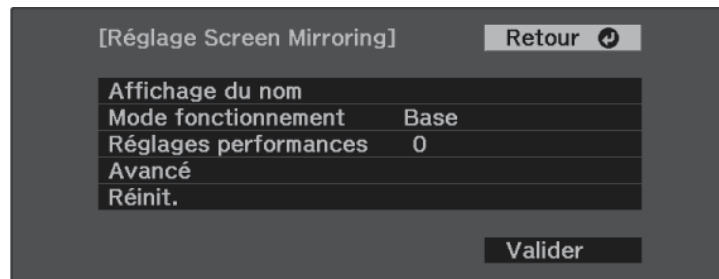 [Réglage Screen Mirroring] Retour
Affichage du nom
Mode fonctionnement Base
Réglages performances 0
Avancé
Réinit.
Valider